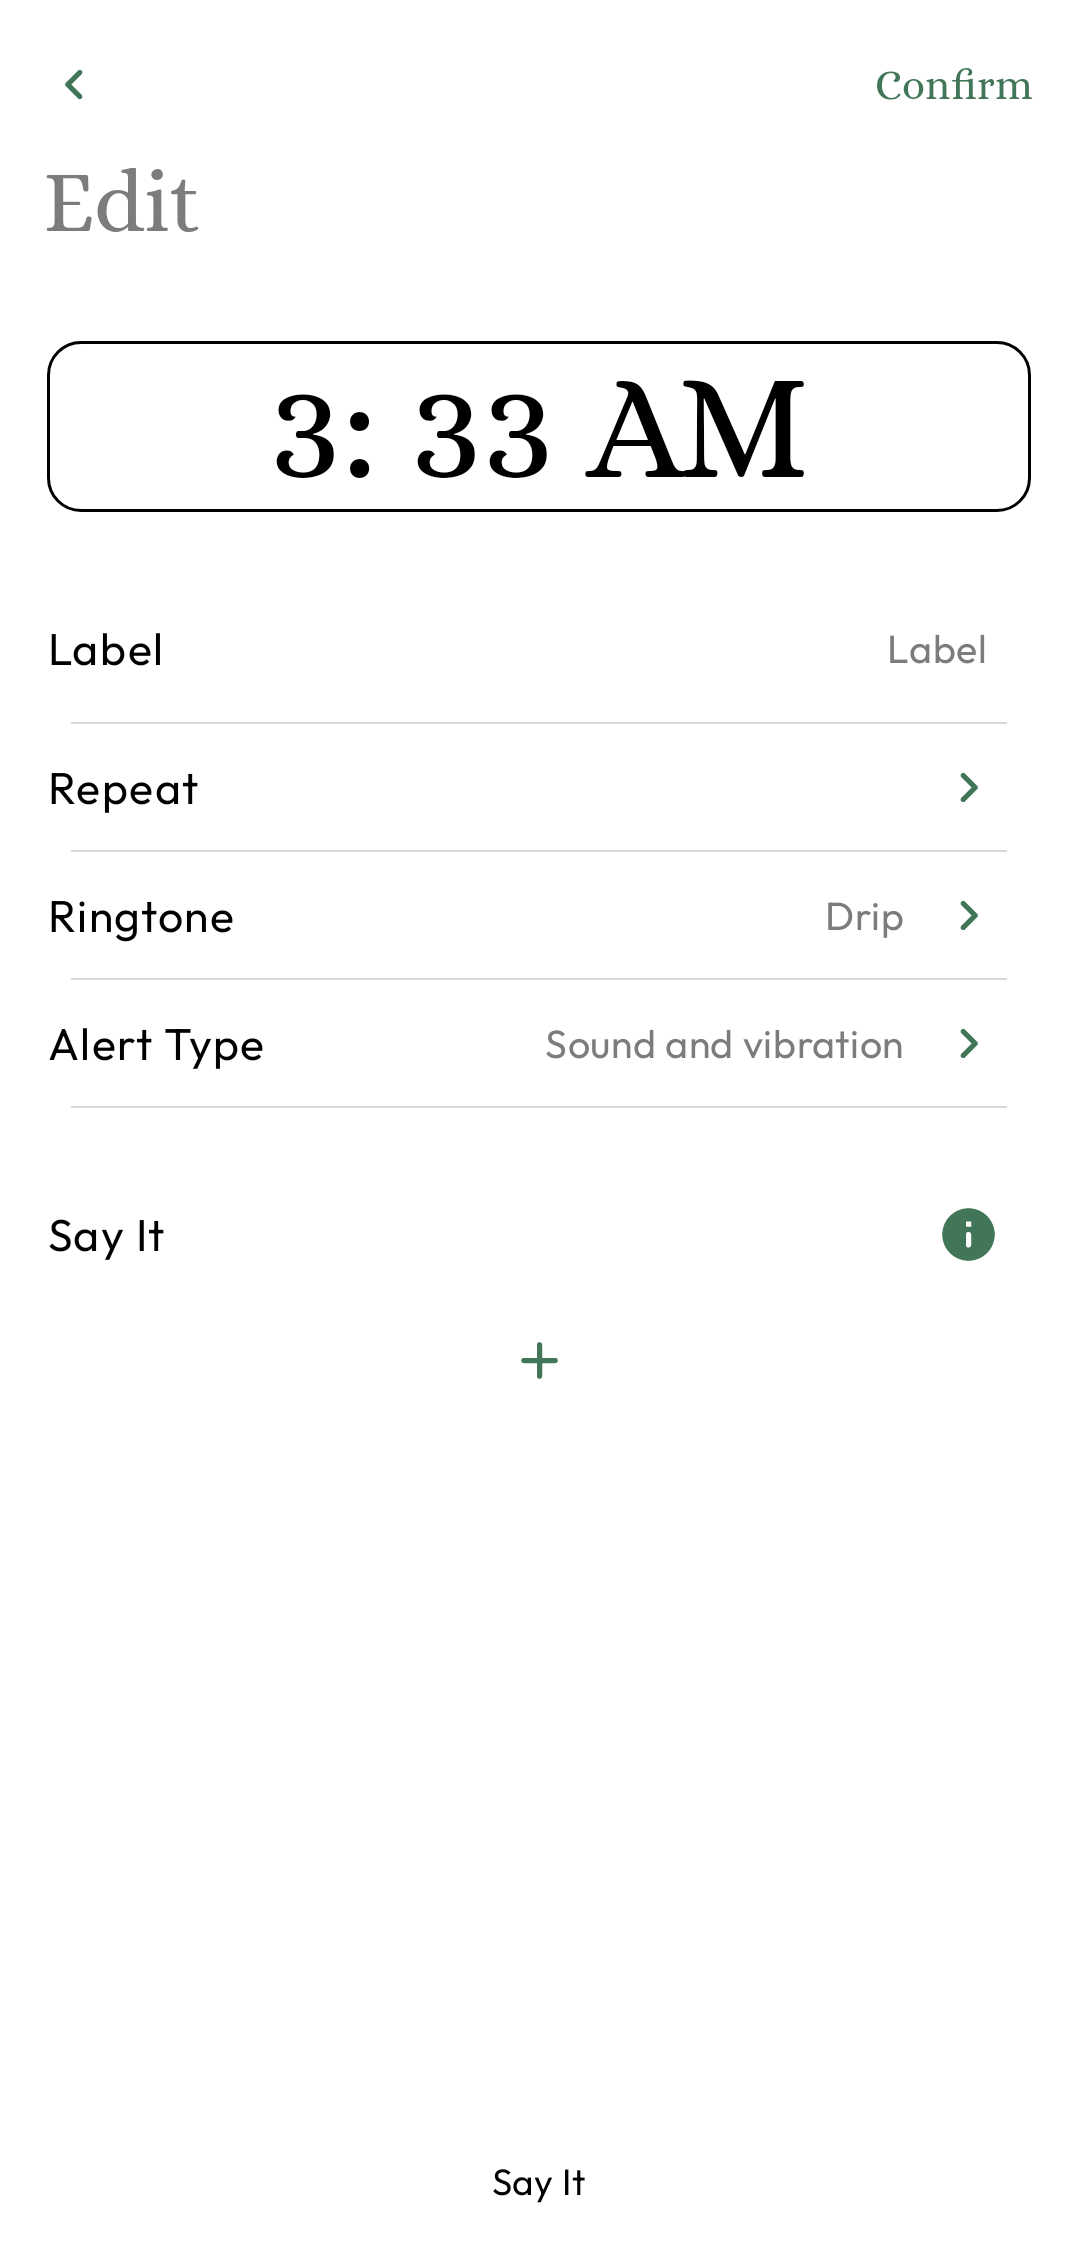 Confirm
Edit
3: 33 AM
Label Label
Repeat
Ringtone Drip
Alert Type Sound and vibration
Say It
Say It